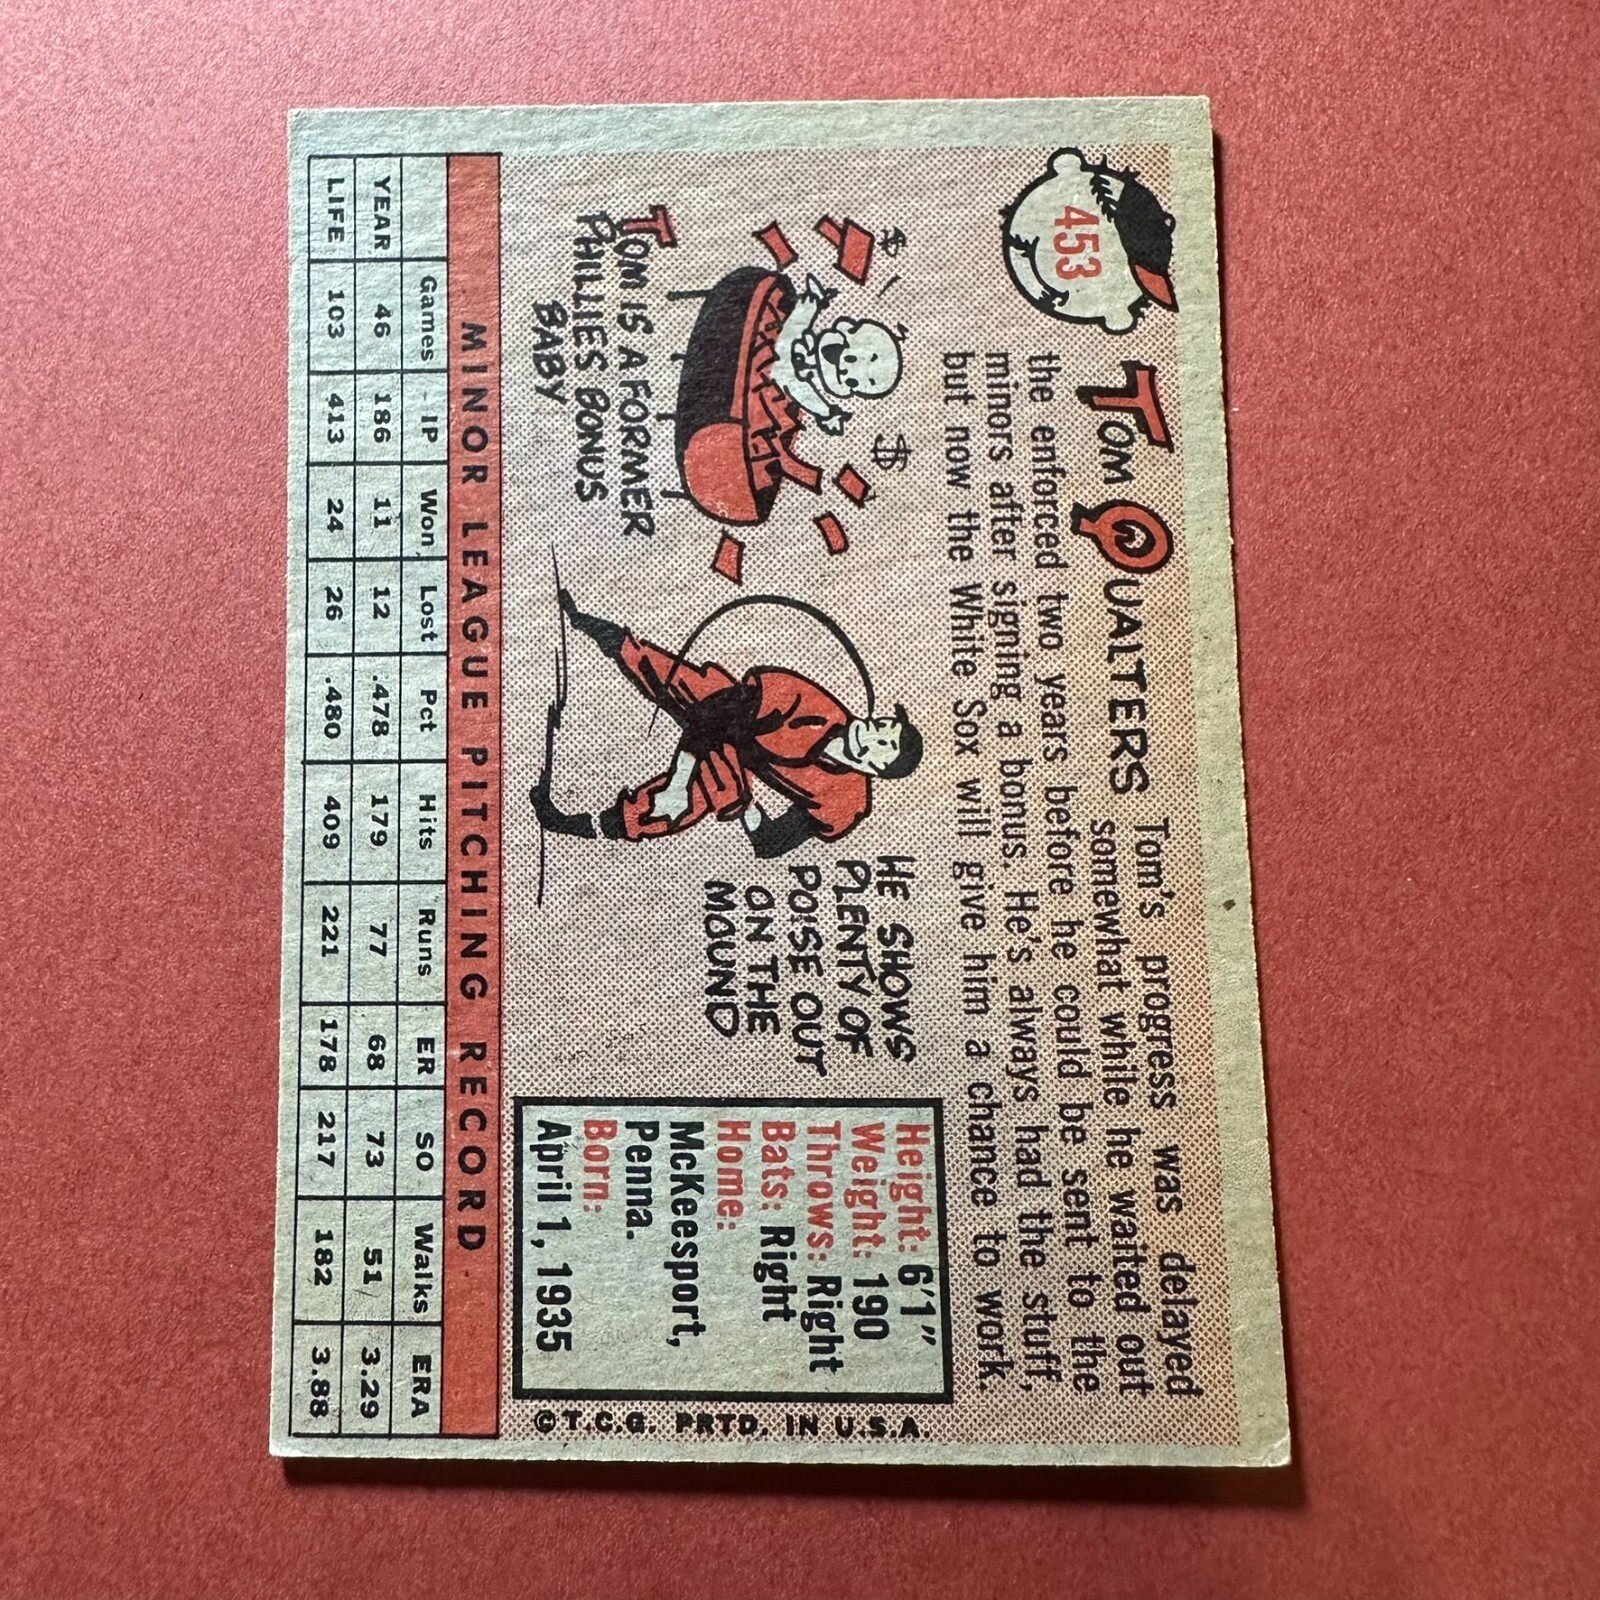 453
TOM QUALTERS
Tom's progress was delayed
somewhat while he waited out
the enforced two years before he could be sent to the
minors after signing a bonus. He's always had the stuff,
but now the White Sox will give him a chance to work.
$
$
TOM IS A FORMER
PHILLIES BONUS
BABY
HE SHOWS
PLENTY OF
POISE OUT
ON THE
MOUND
Height: 6'1"
Weight: 190
Throws: Right
Bats: Right
Home:
McKeesport,
Penna.
Born:
April 1, 1935
©T.C.G. PRTD. IN U.S.A.
MINOR LEAGUE PITCHING RECORD
Games IP Won Lost Pct Hits Runs ER SO Walks ERA
YEAR 46 186 11 12 .478 179 77 68 73 51 3.29
LIFE 103 413 24 26 .480 409 221 178 217 182 3.88